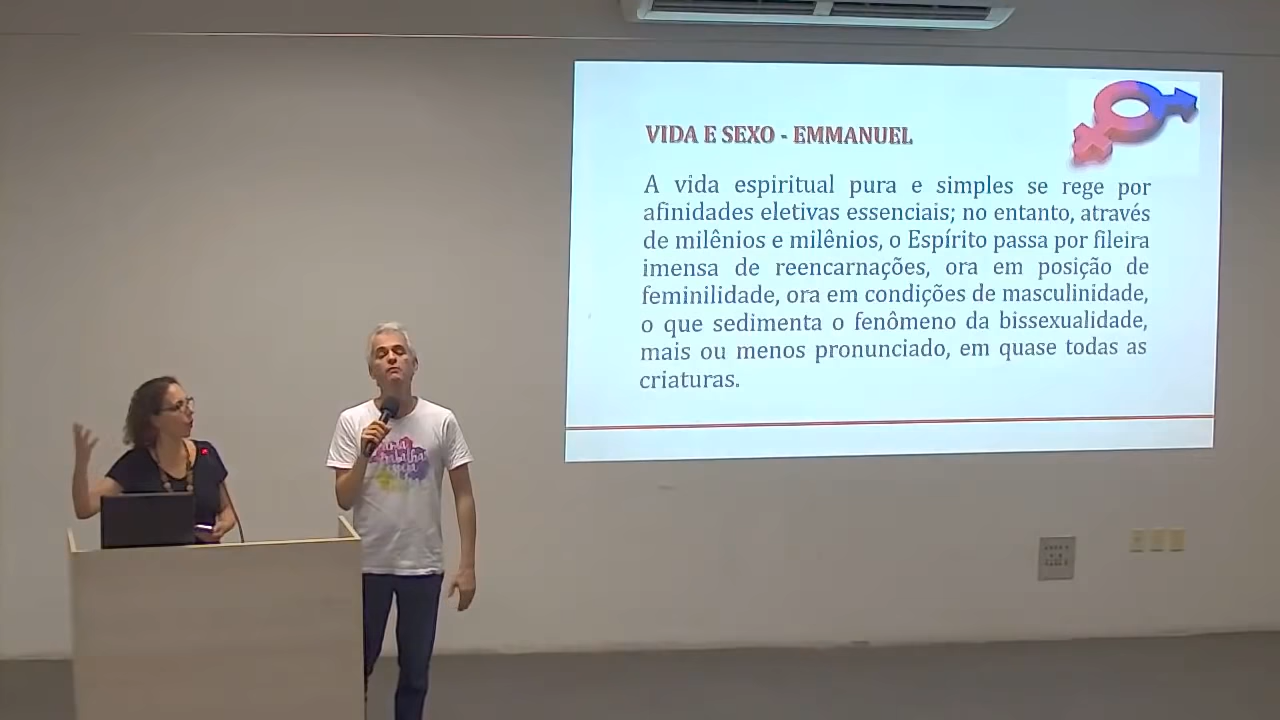 VIDA E SEXO - EMMANUEL
A vida espiritual pura e simples se rege por
afinidades eletivas essenciais; no entanto, através
de milênios e milênios, o Espírito passa por fileira
imensa de reencarnações, ora em posição de
feminilidade, ora em condições de masculinidade,
o que sedimenta o fenômeno da bissexualidade,
mais ou menos pronunciado, em quase todas as
criaturas.
trabalha